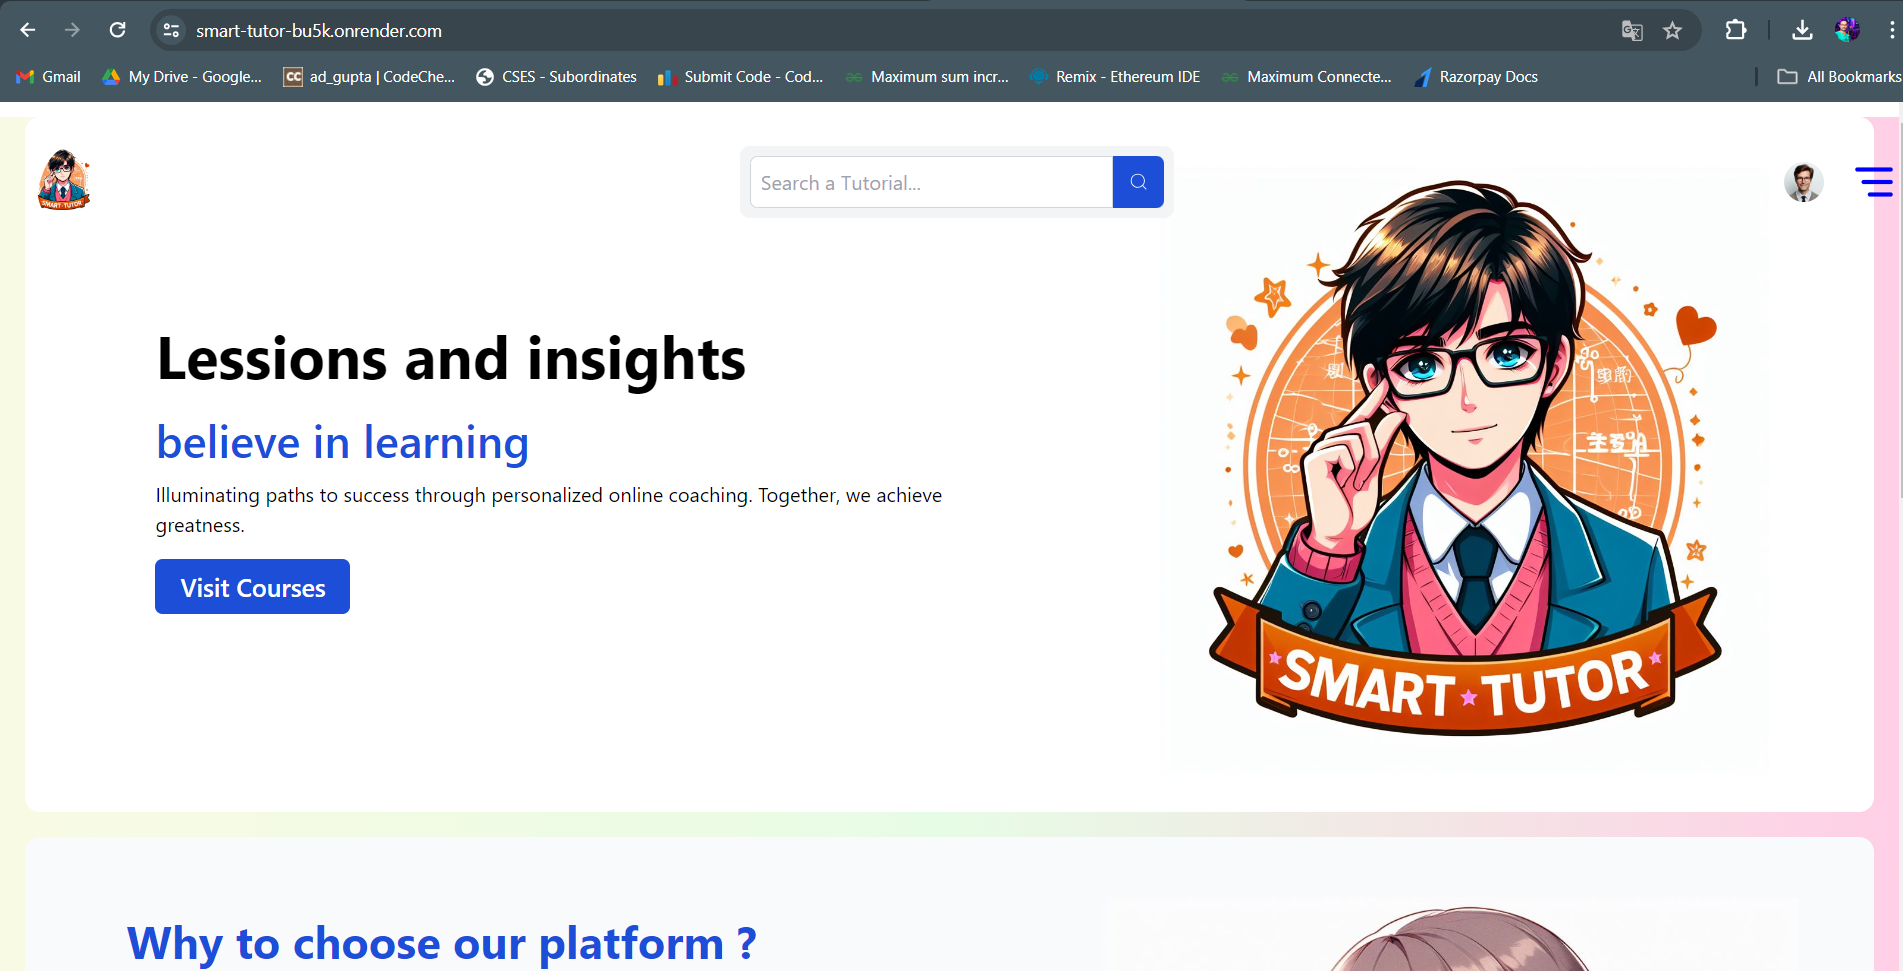 smart-tutor-bu5k.onrender.com
Gmail
My Drive - Google...
CC
ad_gupta | CodeChe...
CSES - Subordinates
Submit Code - Cod...
Maximum sum incr...
Remix - Ethereum IDE
Maximum Connecte...
Razorpay Docs
All Bookmarks
SMART TUTOR
Search a Tutorial...
Lessions and insights
believe in learning
Illuminating paths to success through personalized online coaching. Together, we achieve
greatness.
Visit Courses
SMART TUTOR
Why to choose our platform ?